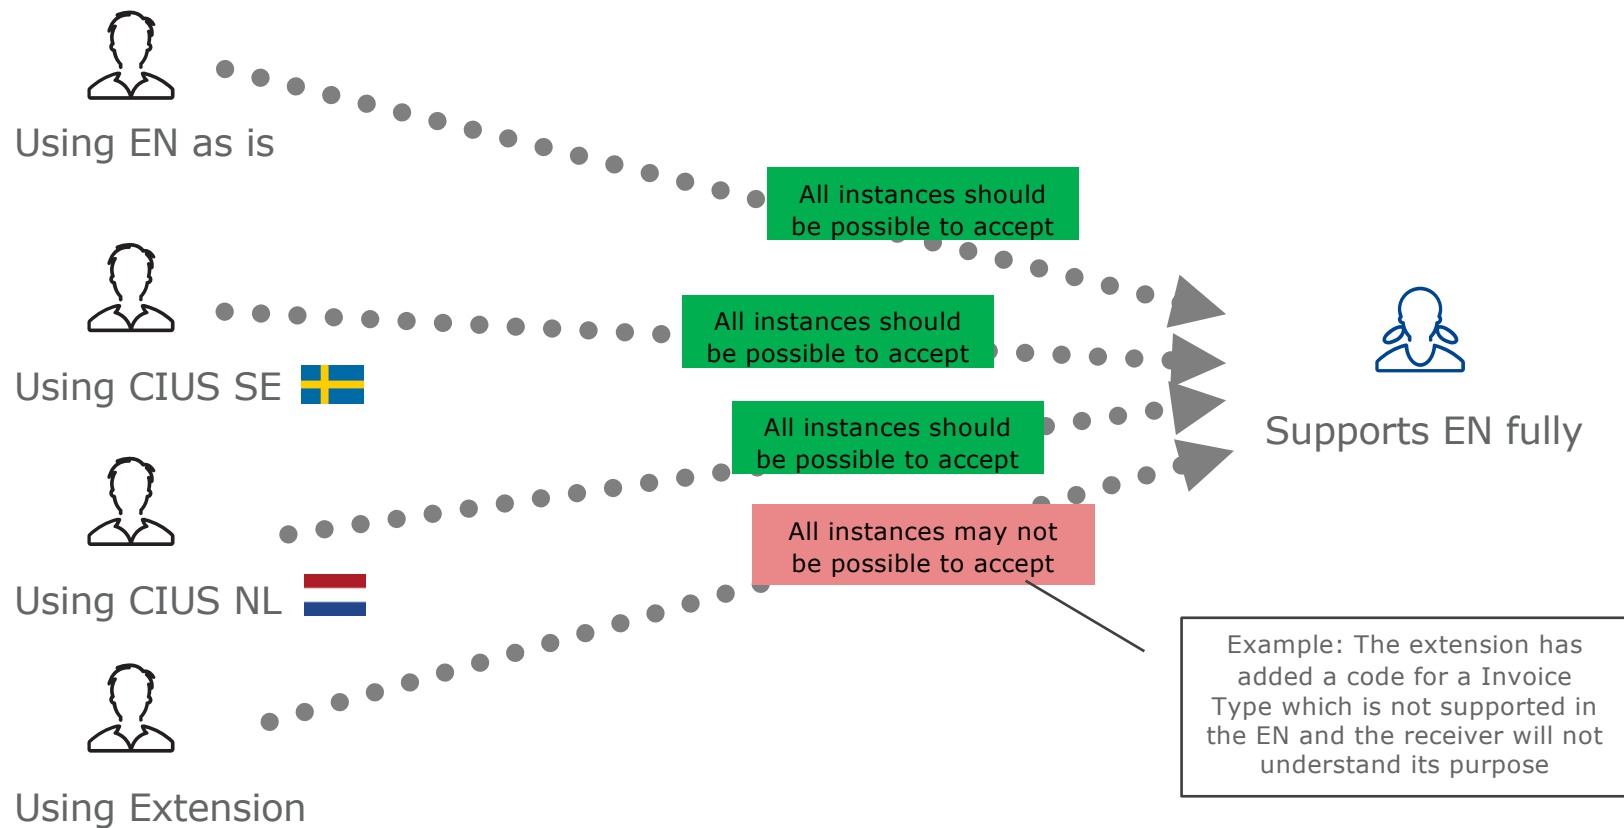 Using EN as is
All instances should
be possible to accept
Using CIUS SE
All instances should
be possible to accept
Supports EN fully
All instances should
be possible to accept
Using CIUS NL
All instances may not
be possible to accept
Example: The extension has
added a code for a Invoice
Type which is not supported in
the EN and the receiver will not
understand its purpose
Using Extension